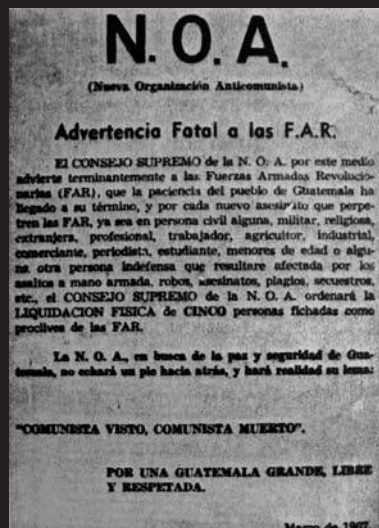 N. O. A.
(Nueva Organización Anticomunista)
Advertencia Fatal a las F.A.R.
El CONSEJO SUPREMO de la N. O. A. por este medio
advierte terminantemente a las Fuerzas Armadas Revolucio-
narias (FAR), que la paciencia del pueblo de Guatemala ha
llegado a su término, y por cada nuevo asesinato que perpe-
tren las FAR, ya sea en persona civil alguna, militar, religiosa,
extranjera, profesional, trabajador, agricultor, industrial,
comerciante, periodista, estudiante, menores de edad o algu-
na otra persona indefensa que resultare afectada por los
asaltos a mano armada, robos, asesinatos, plagios, secuestros,
etc., el CONSEJO SUPREMO de la N. O. A. ordenará la
LIQUIDACION FISICA de CINCO personas fichadas como
proclives de las FAR.
La N. O. A., en busca de la paz y seguridad de Gua-
temala, no echará un pie hacia atrás, y hará realidad su lema:
"COMUNISTA VISTO, COMUNISTA MUERTO".
POR UNA GUATEMALA GRANDE, LIBRE
Y RESPETADA.
Marzo de 1967.